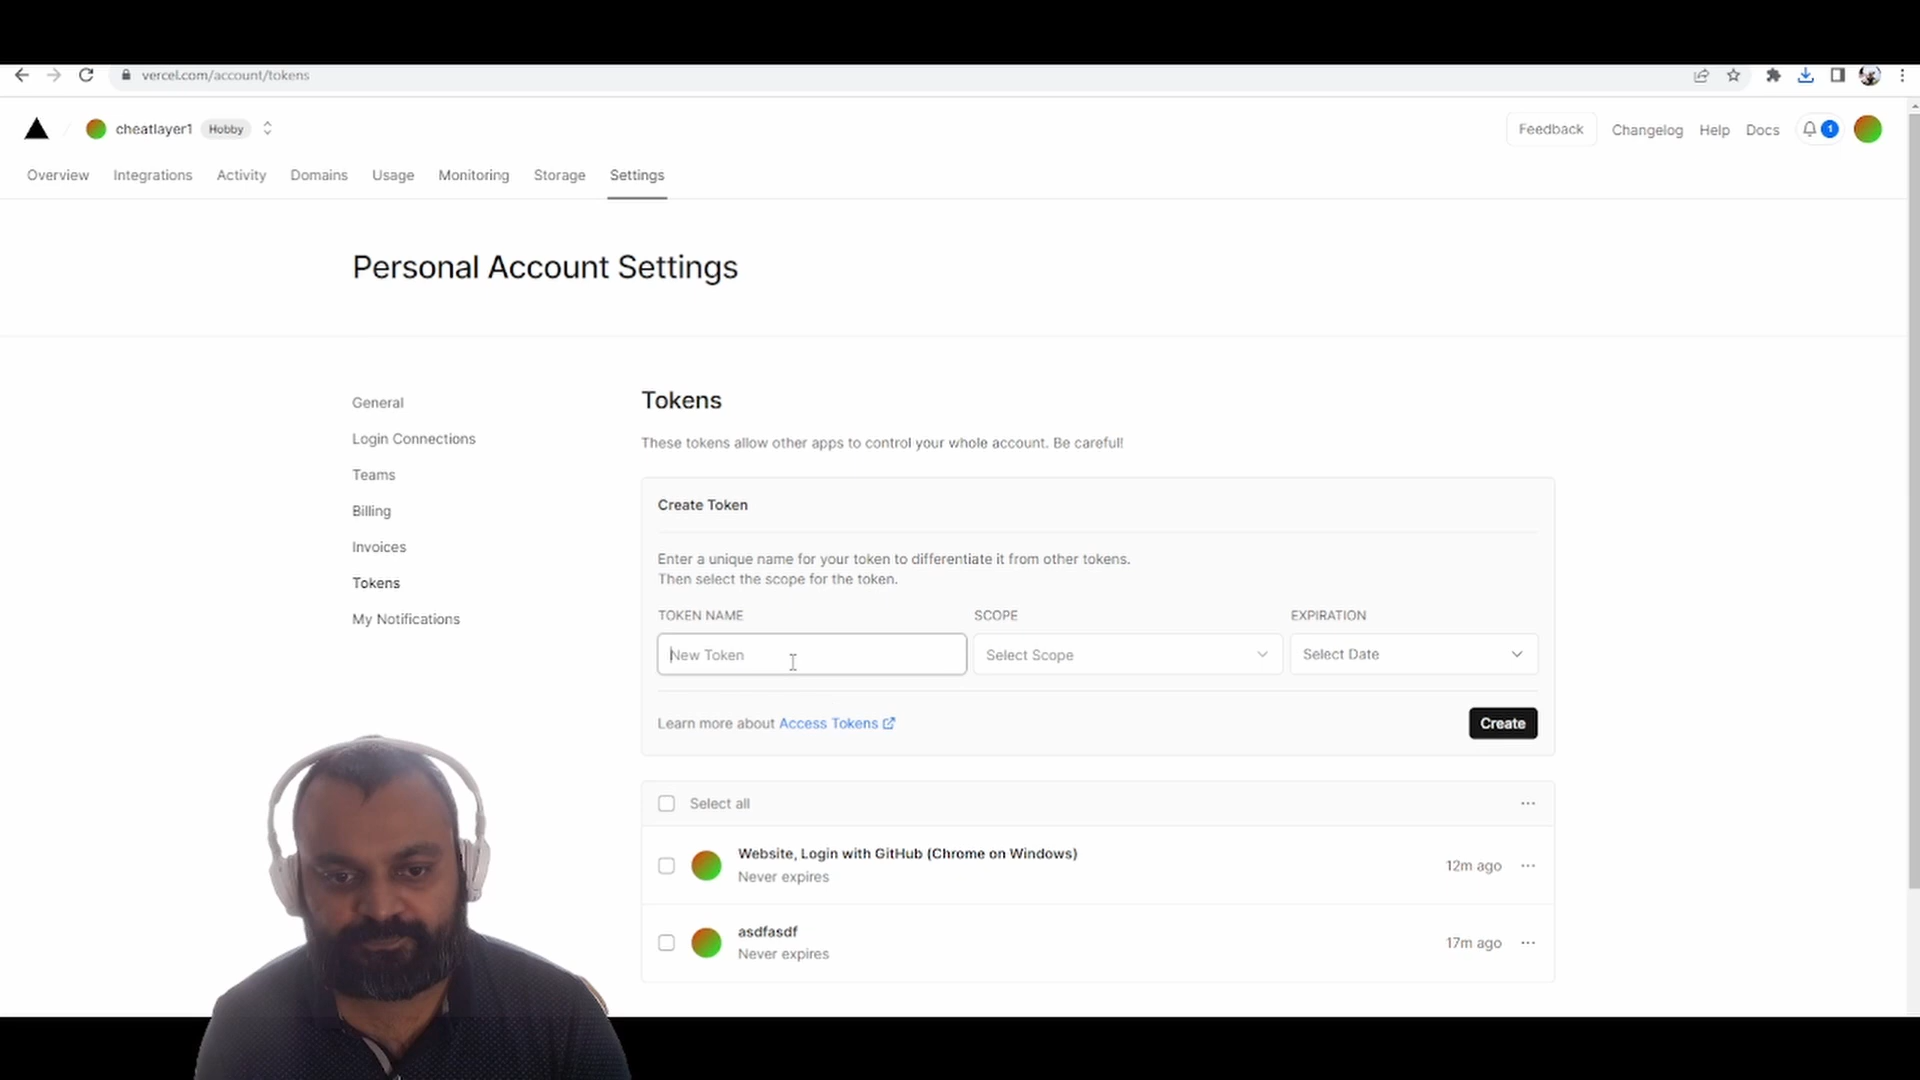 vercel.com/account/tokens
cheatlayer1 Hobby
Feedback Changelog Help Docs 1
Overview Integrations Activity Domains Usage Monitoring Storage Settings
Personal Account Settings
General
Login Connections
Teams
Billing
Invoices
Tokens
My Notifications
Tokens
These tokens allow other apps to control your whole account. Be careful!
Create Token
Enter a unique name for your token to differentiate it from other tokens.
Then select the scope for the token.
TOKEN NAME SCOPE EXPIRATION
New Token Select Scope Select Date
Learn more about Access Tokens Create
Select all
Website, Login with GitHub (Chrome on Windows)
Never expires
12m ago
asdfasdf
Never expires
17m ago